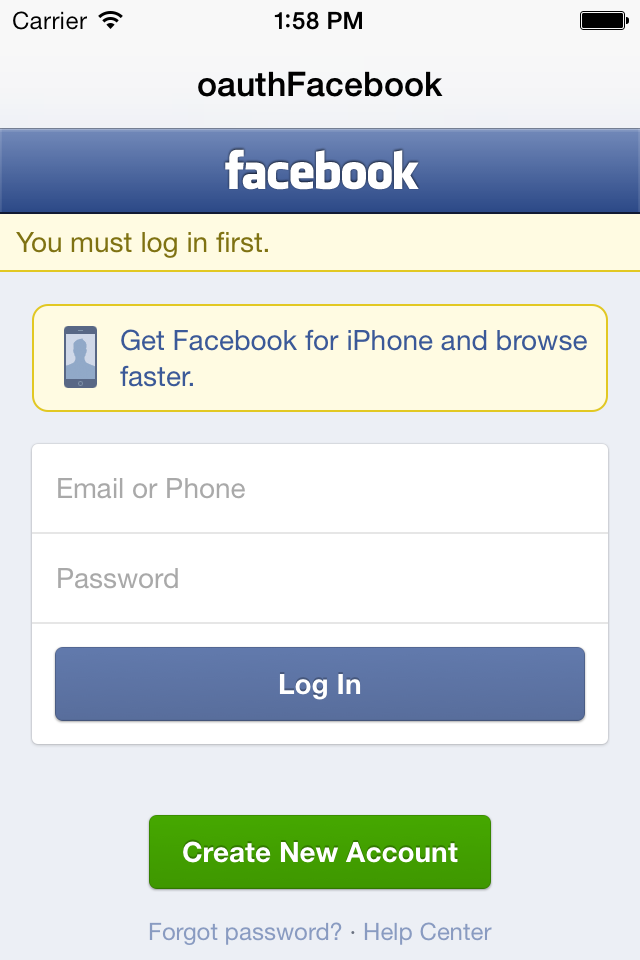 Carrier 1:58 PM
oauthFacebook
facebook
You must log in first.
Get Facebook for iPhone and browse
faster.
Email or Phone
Password
Log In
Create New Account
Forgot password? · Help Center